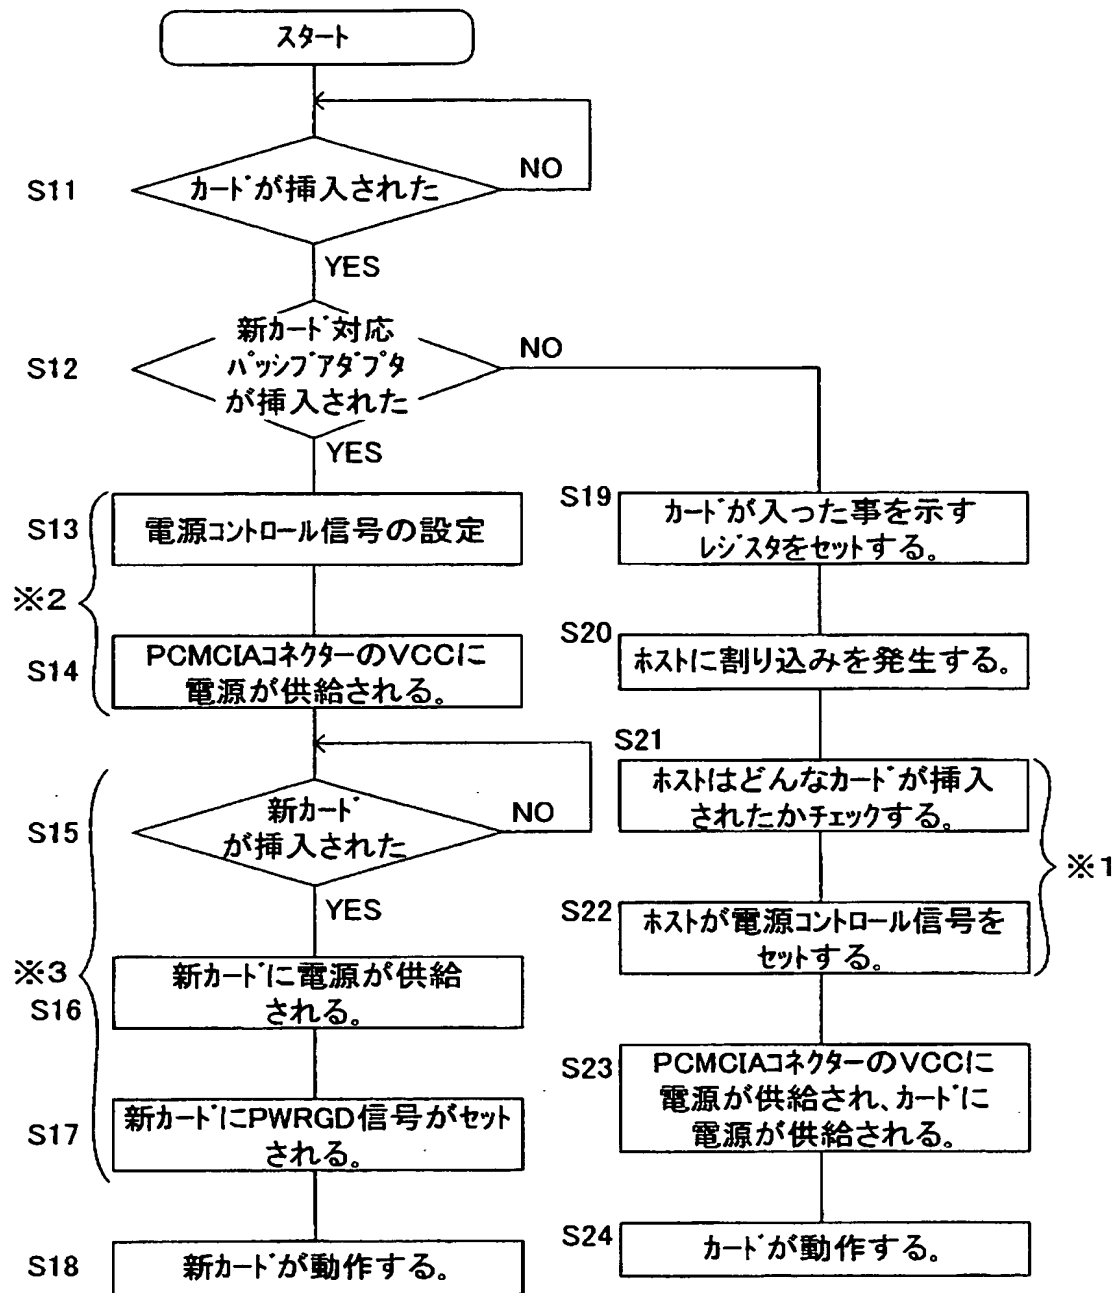 スタート
S11
カードが挿入された
NO
YES
S12
新カード対応
パッシブアダプタ
が挿入された
NO
YES
S13
電源コントロール信号の設定
※2
S14
PCMCIAコネクターのVCCに
電源が供給される。
S15
新カード
が挿入された
NO
YES
※3
S16
新カードに電源が供給
される。
S17
新カードにPWRGD信号がセット
される。
S18
新カードが動作する。
S19
カードが入った事を示す
レジスタをセットする。
S20
ホストに割り込みを発生する。
S21
ホストはどんなカードが挿入
されたかチェックする。
※1
S22
ホストが電源コントロール信号を
セットする。
S23
PCMCIAコネクターのVCCに
電源が供給され、カードに
電源が供給される。
S24
カードが動作する。